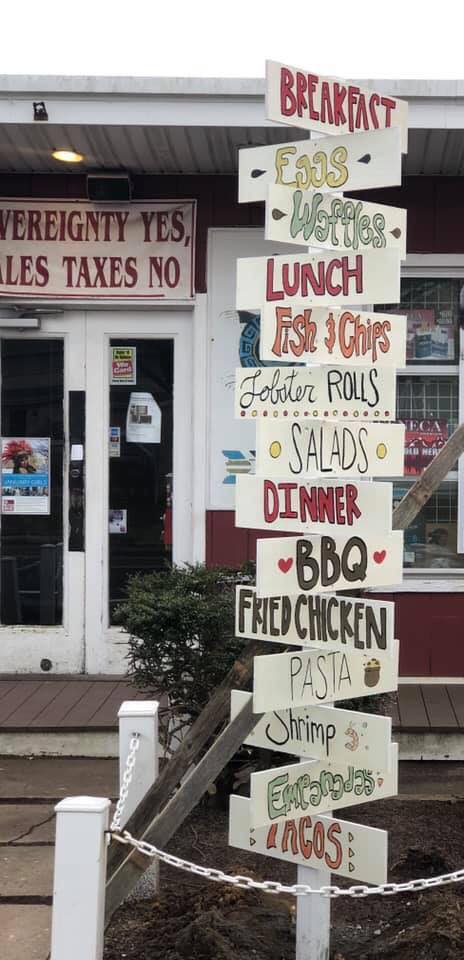 BREAKFAST
EGGS
Waffles
VEREIGNTY YES,
ALES TAXES NO
LUNCH
Fish & Chips
Lobster ROLLS
SALADS
DINNER
BBQ
FRIED CHICKEN
PASTA
Shrimp
Empanadas
TACOS